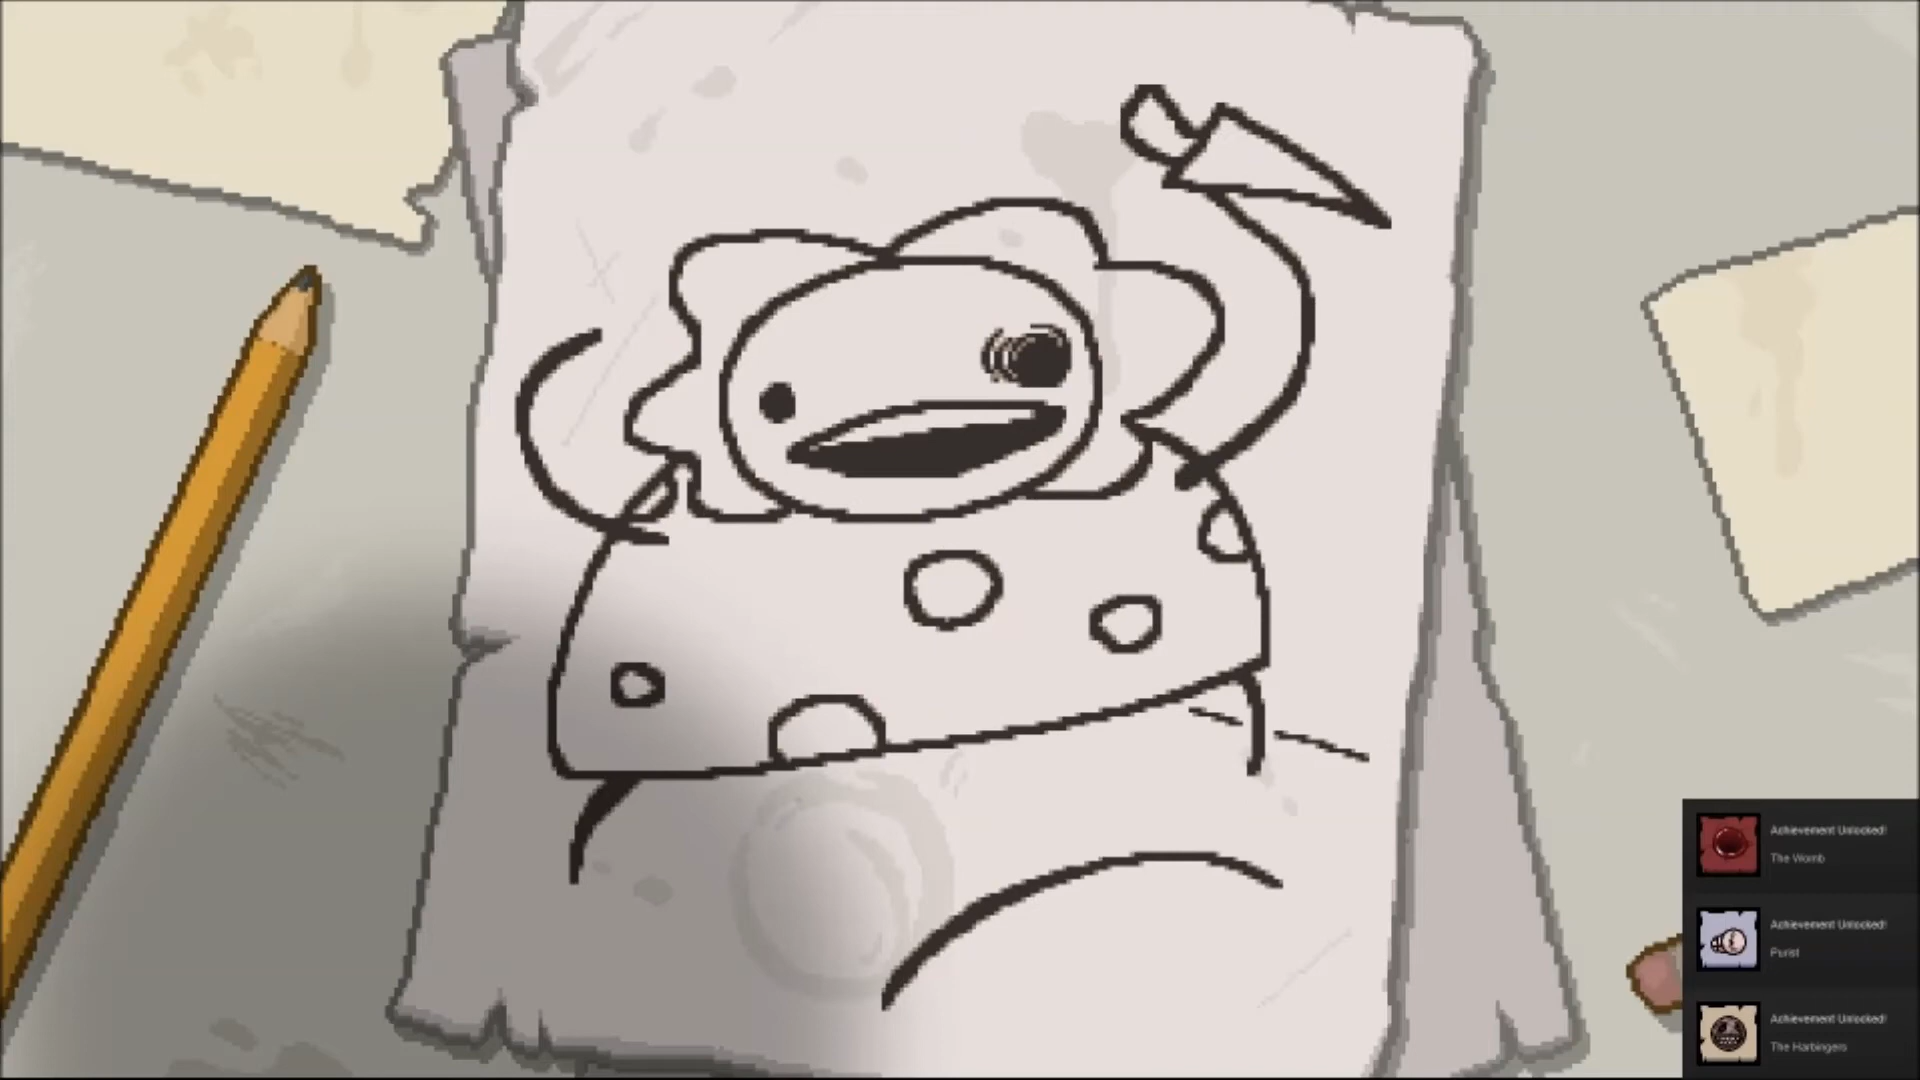 Achievement Unlocked!
The Womb
Achievement Unlocked!
Purist
Achievement Unlocked!
The Harbingers